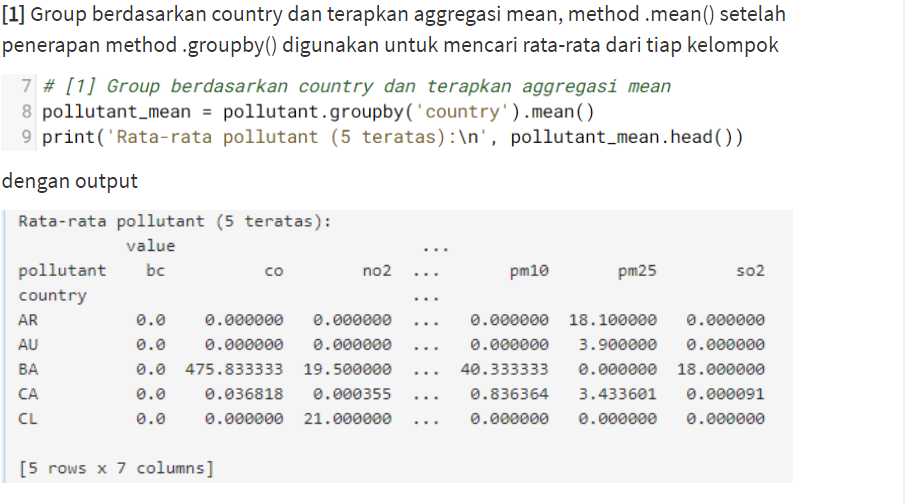 [1] Group berdasarkan country dan terapkan aggregasi mean, method .mean() setelah
penerapan method .groupby() digunakan untuk mencari rata-rata dari tiap kelompok
7 # [1] Group berdasarkan country dan terapkan aggregasi mean
8 pollutant_mean = pollutant.groupby('country').mean()
9 print('Rata-rata pollutant (5 teratas):\n', pollutant_mean.head())
dengan output
Rata-rata pollutant (5 teratas):
value ...
pollutant bc co no2 ... pm10 pm25 so2
country ...
AR 0.0 0.000000 0.000000 ... 0.000000 18.100000 0.000000
AU 0.0 0.000000 0.000000 ... 0.000000 3.900000 0.000000
BA 0.0 475.833333 19.500000 ... 40.333333 0.000000 18.000000
CA 0.0 0.036818 0.000355 ... 0.836364 3.433601 0.000091
CL 0.0 0.000000 21.000000 ... 0.000000 0.000000 0.000000
[5 rows x 7 columns]